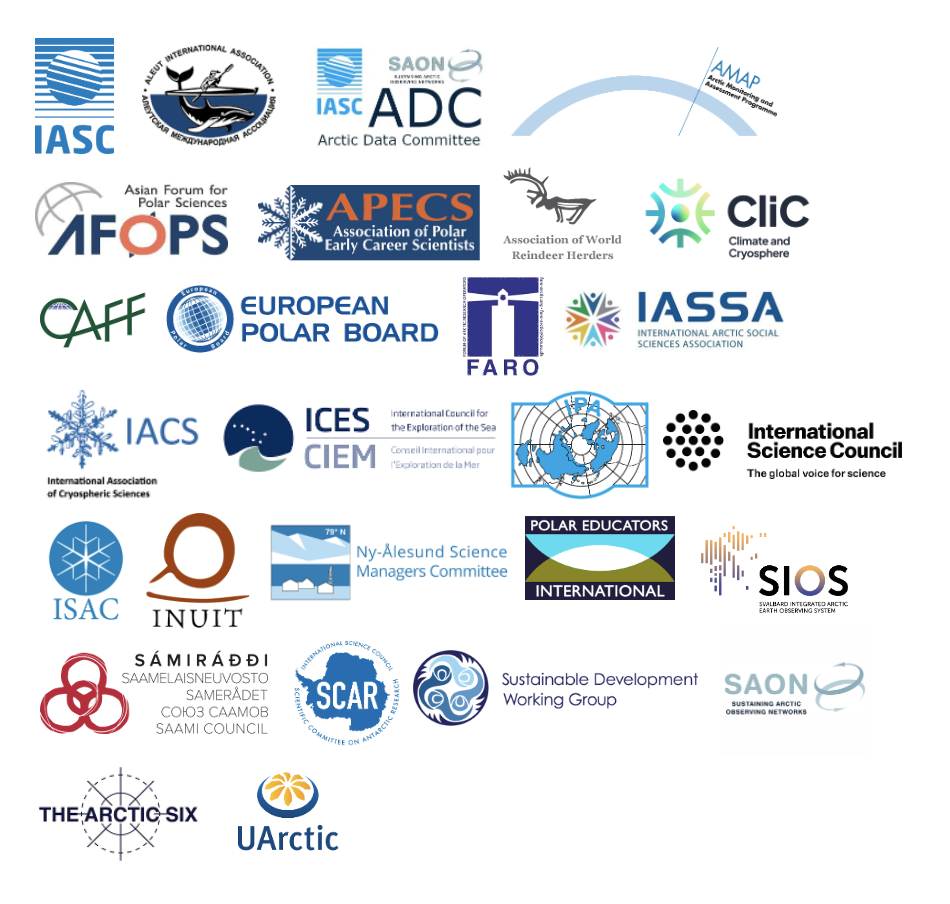 IASC
ALEUT INTERNATIONAL ASSOCIATION
АЛЕУТСКАЯ МЕЖДУНАРОДНАЯ АССОЦИАЦИЯ
IASC
SAON
SUSTAINING ARCTIC
OBSERVING NETWORKS
ADC
Arctic Data Committee
AMAP
Arctic Monitoring and
Assessment Programme
Asian Forum for
Polar Sciences
AFOPS
APECS
Association of Polar
Early Career Scientists
Association of World
Reindeer Herders
CliC
Climate and
Cryosphere
CAFF
European
Polar Board
EUROPEAN
POLAR BOARD
FORUM OF ARCTIC RESEARCH OPERATORS
FARO
IASSA
INTERNATIONAL ARCTIC SOCIAL
SCIENCES ASSOCIATION
IACS
International Association
of Cryospheric Sciences
ICES
CIEM
International Council for
the Exploration of the Sea
Conseil International pour
l'Exploration de la Mer
IPA
International
Science Council
The global voice for science
ISAC
INUIT
79° N
Ny-Ålesund Science
Managers Committee
POLAR EDUCATORS
INTERNATIONAL
SIOS
SVALBARD INTEGRATED ARCTIC
EARTH OBSERVING SYSTEM
SÁMIRÁĐĐI
SAAMELAISNEUVOSTO
SAMERÅDET
СОЮЗ СААМОВ
SAAMI COUNCIL
INTERNATIONAL SCIENCE COUNCIL
SCAR
SCIENTIFIC COMMITTEE ON ANTARCTIC RESEARCH
Sustainable Development
Working Group
SAON
SUSTAINING ARCTIC
OBSERVING NETWORKS
THE ARCTIC SIX
UArctic